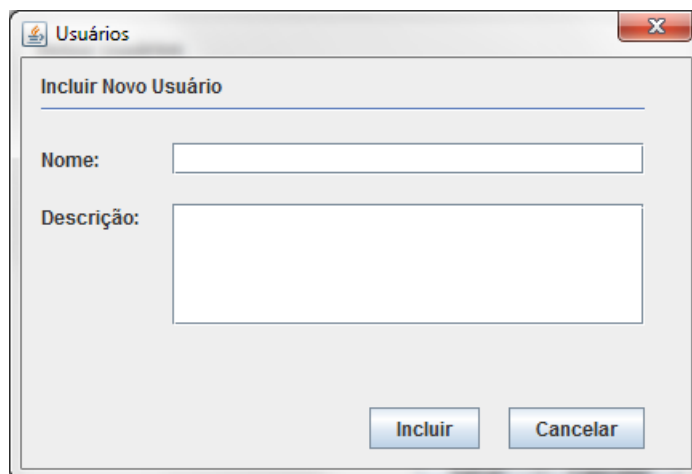 Usuários
Incluir Novo Usuário
Nome:
Descrição:
Incluir Cancelar